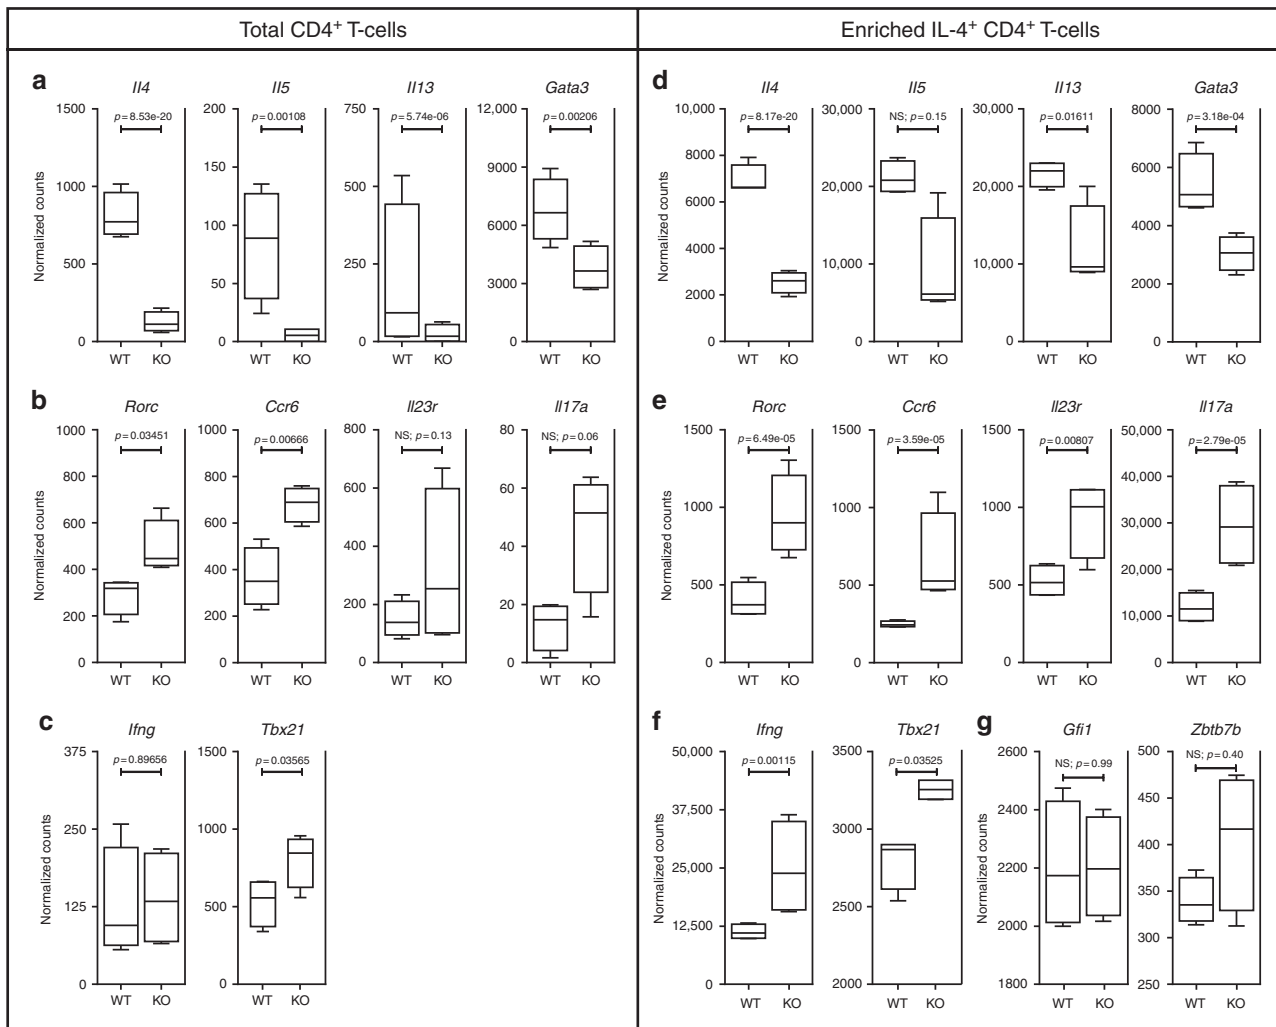 Total CD4⁺ T-cells
Enriched IL-4⁺ CD4⁺ T-cells
a
Il4
Il5
Il13
Gata3
Normalized counts
1500
1000
500
0
p = 8.53e-20
WT KO
200
150
100
50
0
p = 0.00108
WT KO
750
500
250
0
p = 5.74e-06
WT KO
12,000
9000
6000
3000
0
p = 0.00206
WT KO
b
Rorc
Ccr6
Il23r
Il17a
Normalized counts
1000
800
600
400
200
0
p = 0.03451
WT KO
1000
800
600
400
200
0
p = 0.00666
WT KO
800
600
400
200
0
NS; p = 0.13
WT KO
80
60
40
20
0
NS; p = 0.06
WT KO
c
Ifng
Tbx21
Normalized counts
375
250
125
0
p = 0.89656
WT KO
1500
1000
500
0
p = 0.03565
WT KO
d
Il4
Il5
Il13
Gata3
Normalized counts
10,000
8000
6000
4000
2000
0
p = 8.17e-20
WT KO
30,000
20,000
10,000
0
NS; p = 0.15
WT KO
30,000
20,000
10,000
0
p = 0.01611
WT KO
8000
6000
4000
2000
0
p = 3.18e-04
WT KO
e
Rorc
Ccr6
Il23r
Il17a
Normalized counts
1500
1000
500
0
p = 6.49e-05
WT KO
1500
1000
500
0
p = 3.59e-05
WT KO
1500
1000
500
0
p = 0.00807
WT KO
50,000
40,000
30,000
20,000
10,000
0
p = 2.79e-05
WT KO
f
Ifng
Tbx21
Normalized counts
50,000
37,500
25,000
12,500
0
p = 0.00115
WT KO
3500
3000
2500
2000
p = 0.03525
WT KO
g
Gfi1
Zbtb7b
Normalized counts
2600
2400
2200
2000
1800
NS; p = 0.99
WT KO
500
450
400
350
300
250
NS; p = 0.40
WT KO